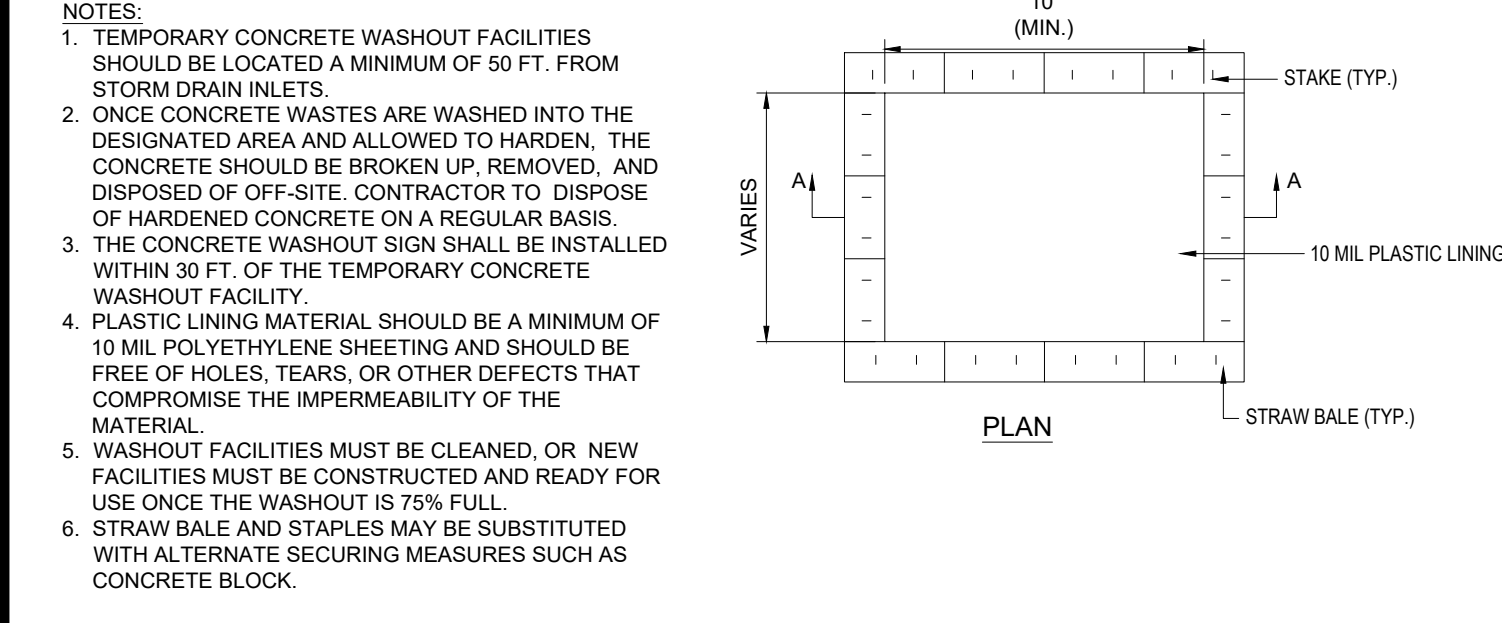 NOTES:
1. TEMPORARY CONCRETE WASHOUT FACILITIES
SHOULD BE LOCATED A MINIMUM OF 50 FT. FROM
STORM DRAIN INLETS.
2. ONCE CONCRETE WASTES ARE WASHED INTO THE
DESIGNATED AREA AND ALLOWED TO HARDEN, THE
CONCRETE SHOULD BE BROKEN UP, REMOVED, AND
DISPOSED OF OFF-SITE. CONTRACTOR TO DISPOSE
OF HARDENED CONCRETE ON A REGULAR BASIS.
3. THE CONCRETE WASHOUT SIGN SHALL BE INSTALLED
WITHIN 30 FT. OF THE TEMPORARY CONCRETE
WASHOUT FACILITY.
4. PLASTIC LINING MATERIAL SHOULD BE A MINIMUM OF
10 MIL POLYETHYLENE SHEETING AND SHOULD BE
FREE OF HOLES, TEARS, OR OTHER DEFECTS THAT
COMPROMISE THE IMPERMEABILITY OF THE
MATERIAL.
5. WASHOUT FACILITIES MUST BE CLEANED, OR NEW
FACILITIES MUST BE CONSTRUCTED AND READY FOR
USE ONCE THE WASHOUT IS 75% FULL.
6. STRAW BALE AND STAPLES MAY BE SUBSTITUTED
WITH ALTERNATE SECURING MEASURES SUCH AS
CONCRETE BLOCK.
10
(MIN.)
STAKE (TYP.)
VARIES
A
A
10 MIL PLASTIC LINING
STRAW BALE (TYP.)
PLAN